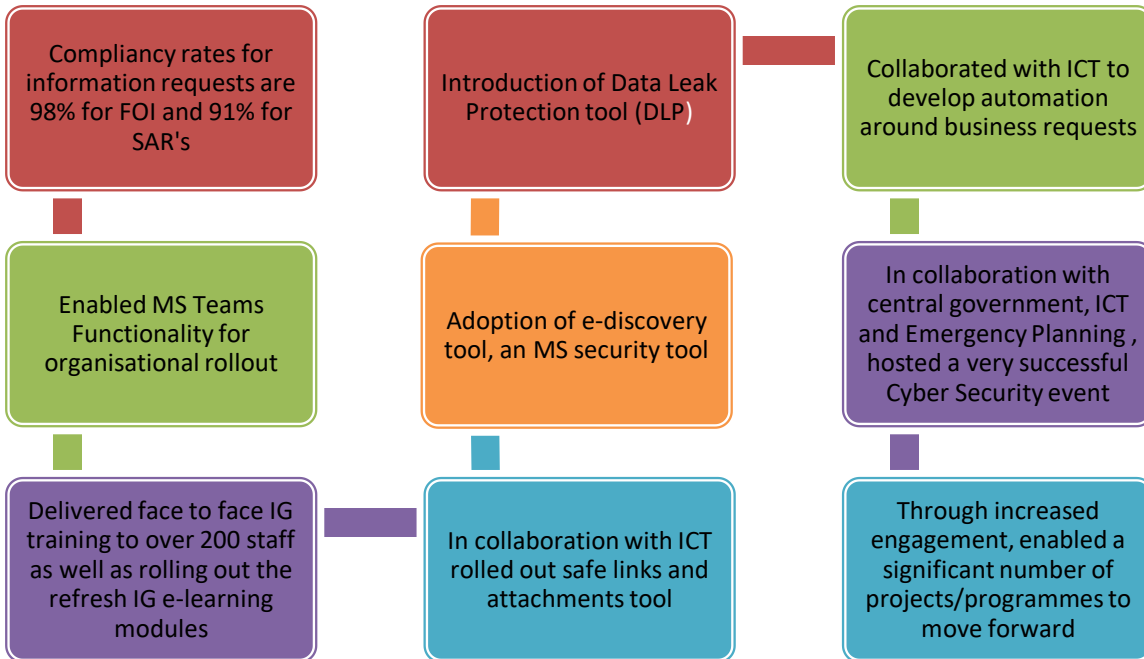 Compliancy rates for
information requests are
98% for FOI and 91% for
SAR's
Enabled MS Teams
Functionality for
organisational rollout
Delivered face to face IG
training to over 200 staff
as well as rolling out the
refresh IG e-learning
modules
In collaboration with ICT
rolled out safe links and
attachments tool
Adoption of e-discovery
tool, an MS security tool
Introduction of Data Leak
Protection tool (DLP)
Collaborated with ICT to
develop automation
around business requests
In collaboration with
central government, ICT
and Emergency Planning ,
hosted a very successful
Cyber Security event
Through increased
engagement, enabled a
significant number of
projects/programmes to
move forward